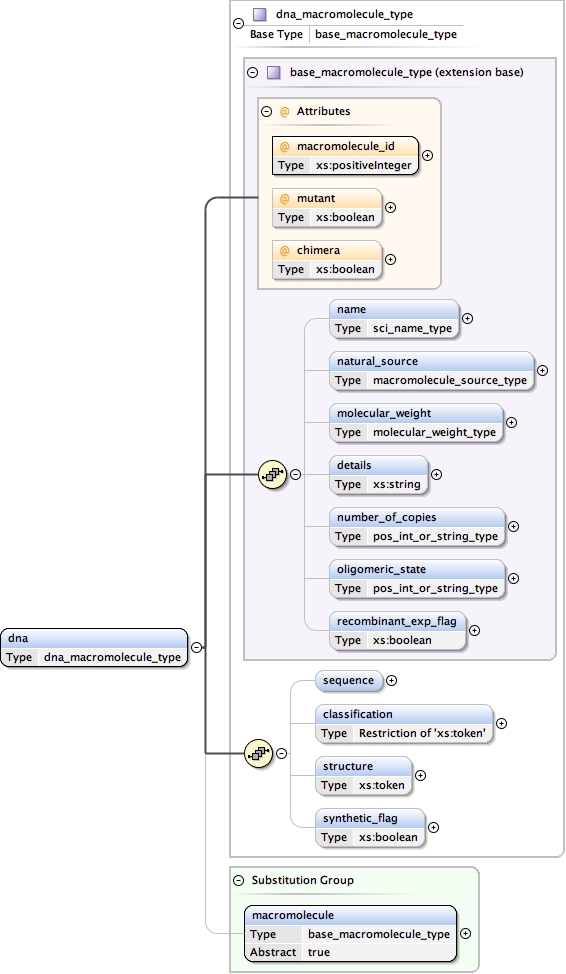 dna_macromolecule_type
Base Type base_macromolecule_type
base_macromolecule_type (extension base)
@ Attributes
@ macromolecule_id
Type xs:positiveInteger
@ mutant
Type xs:boolean
@ chimera
Type xs:boolean
name
Type sci_name_type
natural_source
Type macromolecule_source_type
molecular_weight
Type molecular_weight_type
details
Type xs:string
number_of_copies
Type pos_int_or_string_type
oligomeric_state
Type pos_int_or_string_type
recombinant_exp_flag
Type xs:boolean
dna
Type dna_macromolecule_type
sequence
classification
Type Restriction of 'xs:token'
structure
Type xs:token
synthetic_flag
Type xs:boolean
Substitution Group
macromolecule
Type base_macromolecule_type
Abstract true